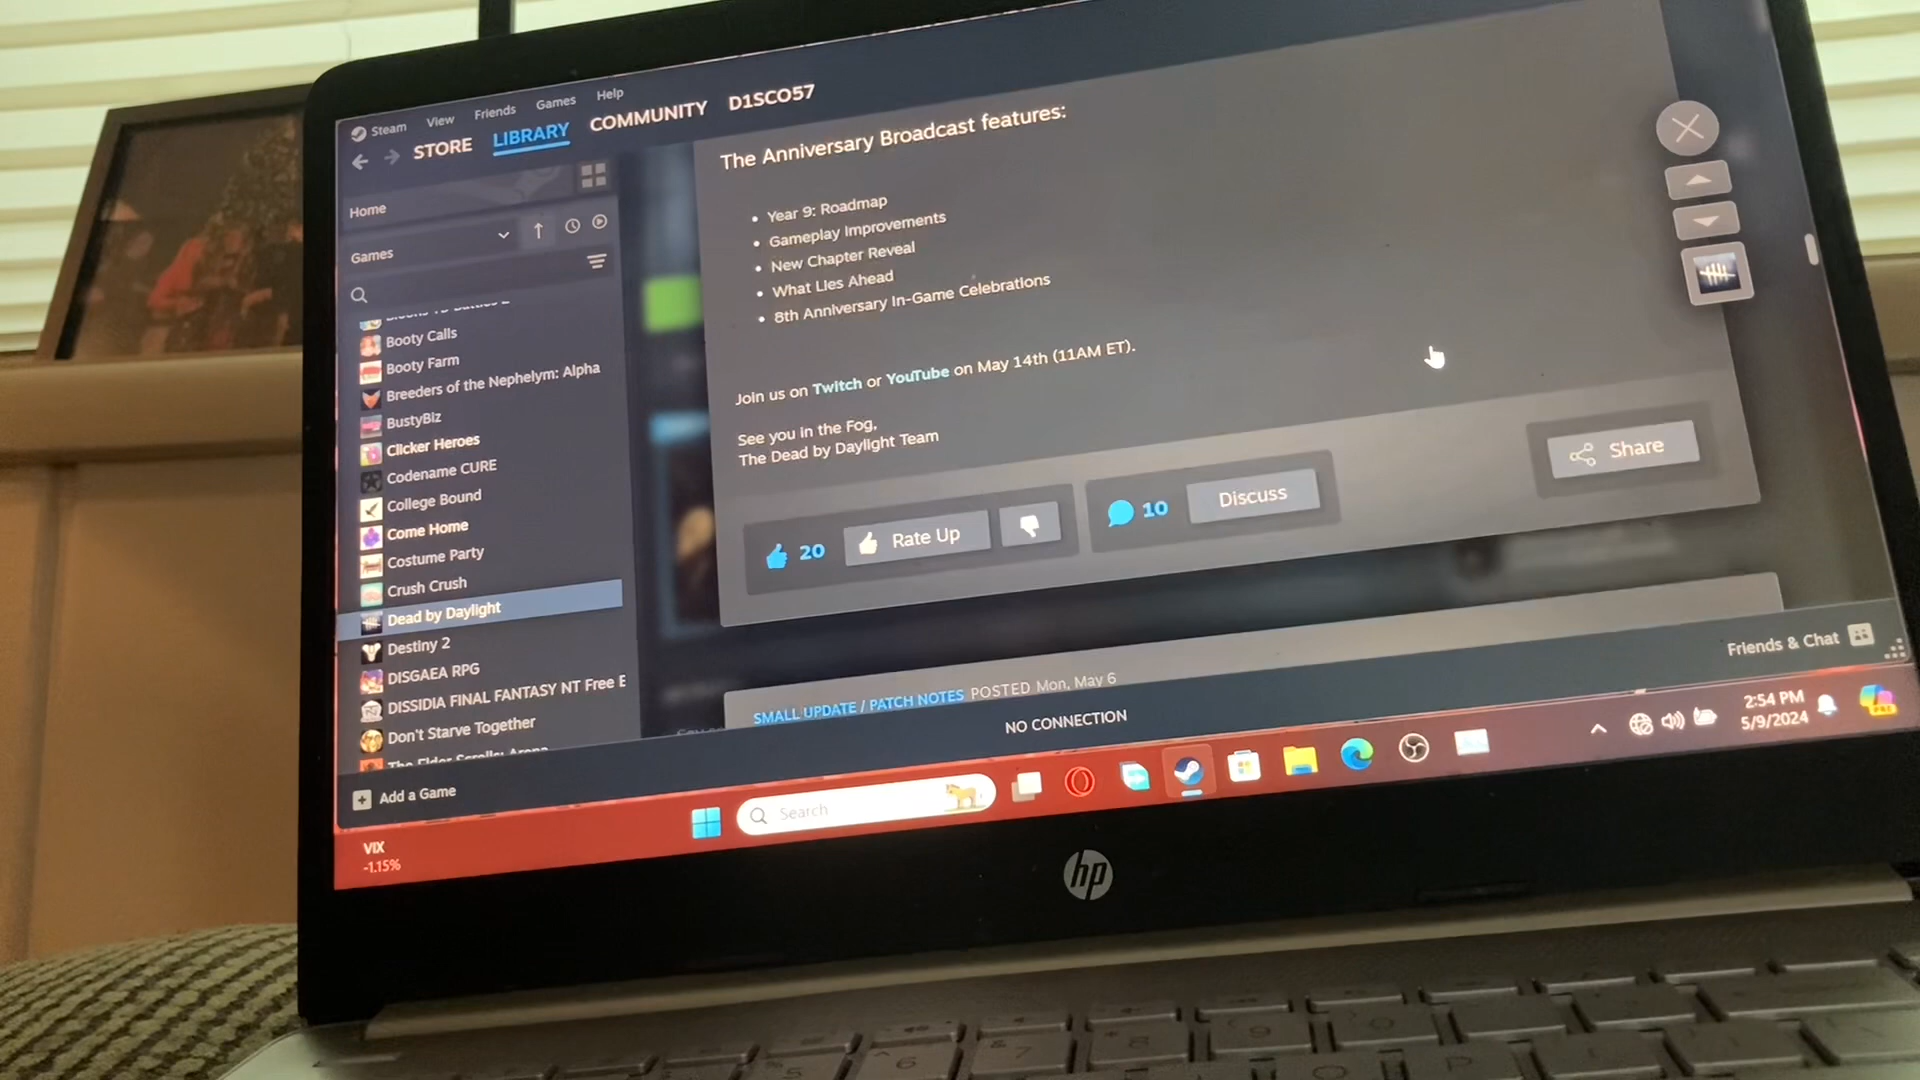 Steam View Friends Games Help
STORE LIBRARY COMMUNITY D1SCO57
Home
Games
Booty Calls
Booty Farm
Breeders of the Nephelym: Alpha
BustyBiz
Clicker Heroes
Codename CURE
College Bound
Come Home
Costume Party
Crush Crush
Dead by Daylight
Destiny 2
DISGAEA RPG
DISSIDIA FINAL FANTASY NT Free E
Don't Starve Together
Add a Game
The Anniversary Broadcast features:
• Year 9: Roadmap
• Gameplay Improvements
• New Chapter Reveal
• What Lies Ahead
• 8th Anniversary In-Game Celebrations
Join us on Twitch or YouTube on May 14th (11AM ET).
See you in the Fog,
The Dead by Daylight Team
20 Rate Up 10 Discuss Share
SMALL UPDATE / PATCH NOTES POSTED Mon, May 6
NO CONNECTION
Friends & Chat
VIX
-1.15%
Search
2:54 PM
5/9/2024
PRE
hp